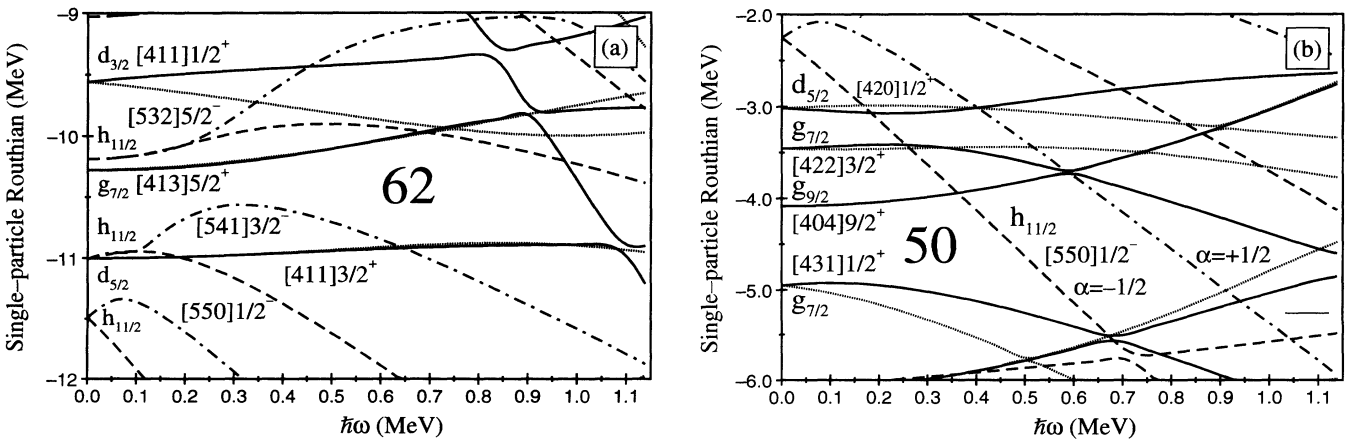 Single–particle Routhian (MeV)
−9
−10
−11
−12
(a)
d3/2 [411]1/2+
[532]5/2−
h11/2
g7/2 [413]5/2+
62
h11/2
[541]3/2−
[411]3/2+
d5/2
[550]1/2−
h11/2
0.0 0.1 0.2 0.3 0.4 0.5 0.6 0.7 0.8 0.9 1.0 1.1
ħω (MeV)
Single–particle Routhian (MeV)
−2.0
−3.0
−4.0
−5.0
−6.0
(b)
d5/2 [420]1/2+
g7/2
[422]3/2+
g9/2
[404]9/2+
50
h11/2
[550]1/2−
α=+1/2
α=−1/2
[431]1/2+
g7/2
0.0 0.1 0.2 0.3 0.4 0.5 0.6 0.7 0.8 0.9 1.0 1.1
ħω (MeV)